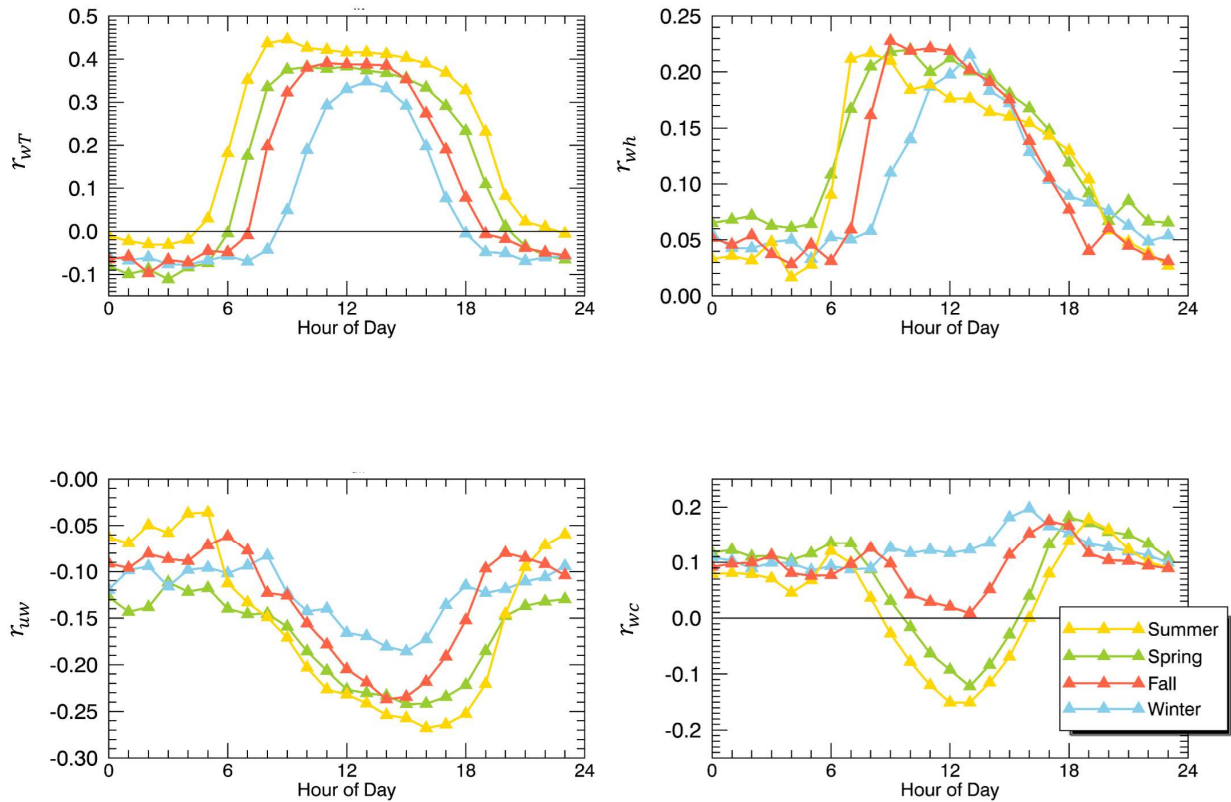 0.5
0.4
0.3
0.2
0.1
0.0
-0.1
r_wT
0 6 12 18 24
Hour of Day
0.25
0.20
0.15
0.10
0.05
0.00
r_wh
0 6 12 18 24
Hour of Day
-0.00
-0.05
-0.10
-0.15
-0.20
-0.25
-0.30
r_uw
0 6 12 18 24
Hour of Day
0.2
0.1
0.0
-0.1
-0.2
r_wc
0 6 12 18 24
Hour of Day
Summer
Spring
Fall
Winter